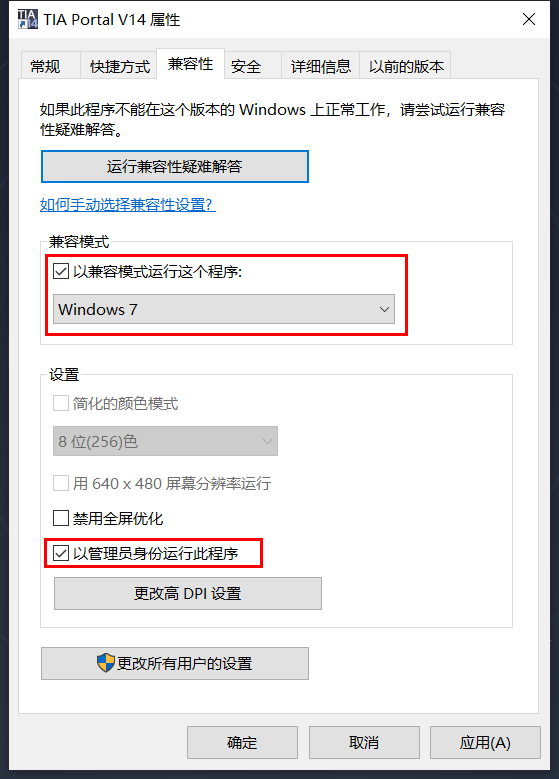 TIA
14
TIA Portal V14 属性
常规 快捷方式 兼容性 安全 详细信息 以前的版本
如果此程序不能在这个版本的 Windows 上正常工作，请尝试运行兼容
性疑难解答。
运行兼容性疑难解答
如何手动选择兼容性设置?
兼容模式
以兼容模式运行这个程序:
Windows 7
设置
简化的颜色模式
8 位(256)色
用 640 x 480 屏幕分辨率运行
禁用全屏优化
以管理员身份运行此程序
更改高 DPI 设置
更改所有用户的设置
确定 取消 应用(A)